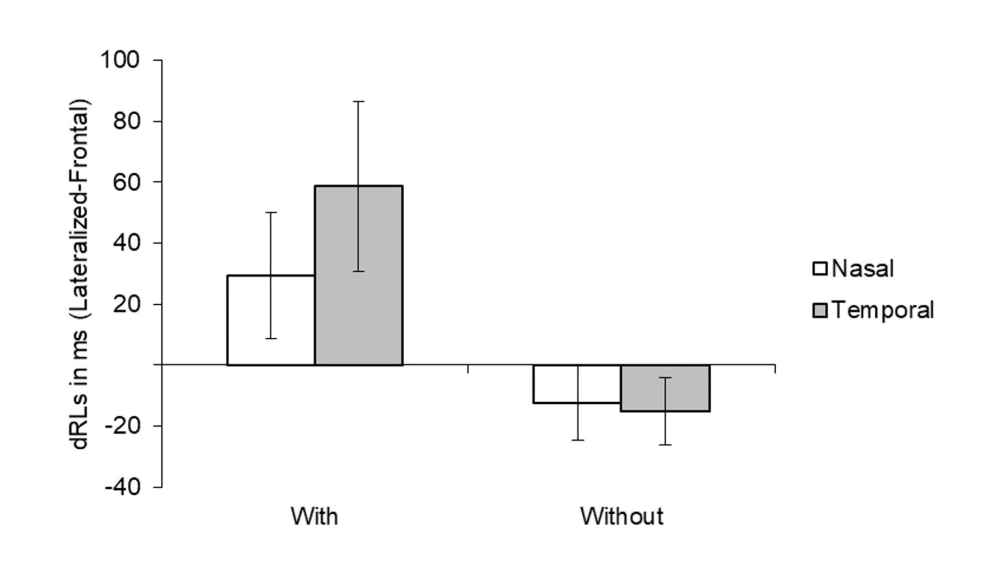 dRLs in ms (Lateralized-Frontal)
100
80
60
40
20
-20
-40
With
Without
Nasal
Temporal